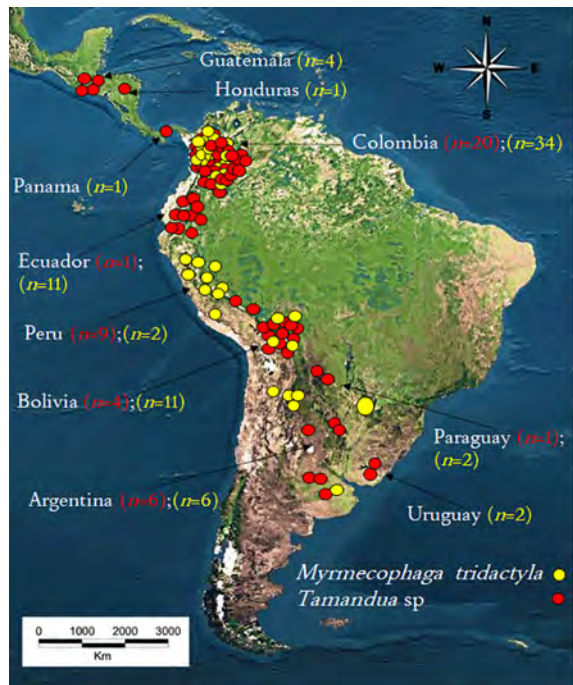 N
W E
S
Guatemala (n=4)
Honduras (n=1)
Colombia (n=20);(n=34)
Panama (n=1)
Ecuador (n=1);
(n=11)
Peru (n=9);(n=2)
Bolivia (n=4);(n=11)
Paraguay (n=1);
(n=2)
Argentina (n=6);(n=6)
Uruguay (n=2)
Myrmecophaga tridactyla
Tamandua sp
0 1000 2000 3000
Km